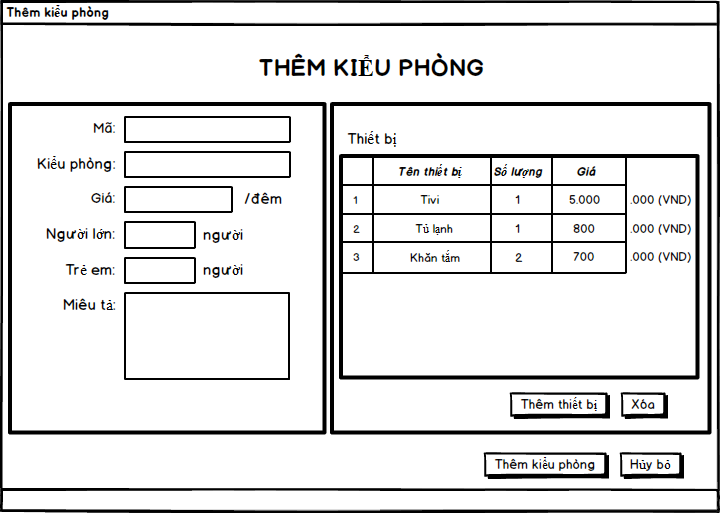 Thêm kiểu phòng
THÊM KIỂU PHÒNG
Mã:
Kiểu phòng:
Giá: /đêm
Người lớn: người
Trẻ em: người
Miêu tả:
Thiết bị
Tên thiết bị Số lượng Giá
1 Tivi 1 5.000 .000 (VND)
2 Tủ lạnh 1 800 .000 (VND)
3 Khăn tắm 2 700 .000 (VND)
Thêm thiết bị Xóa
Thêm kiểu phòng Hủy bỏ